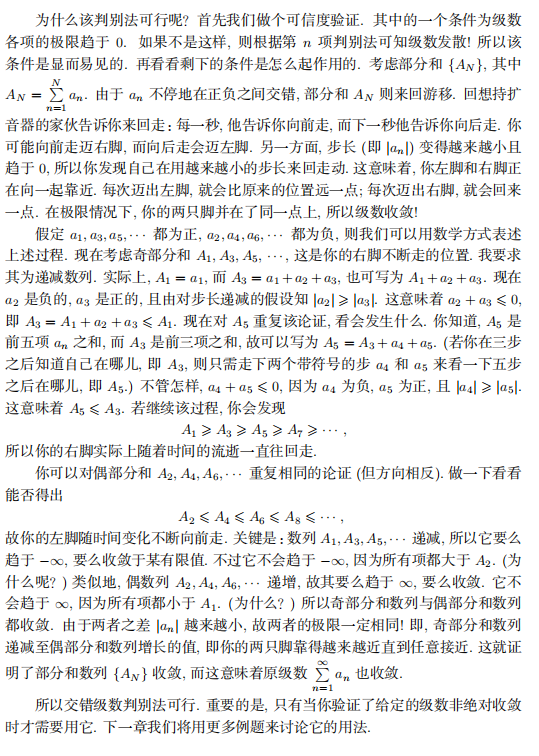 为什么该判别法可行呢? 首先我们做个可信度验证. 其中的一个条件为级数
各项的极限趋于 0. 如果不是这样, 则根据第 n 项判别法可知级数发散! 所以该
条件是显而易见的. 再看看剩下的条件是怎么起作用的. 考虑部分和 {A_N}, 其中
A_N = \sum_{n=1}^{N} a_n. 由于 a_n 不停地在正负之间交错, 部分和 A_N 则来回游移. 回想持扩
音器的家伙告诉你来回走: 每一秒, 他告诉你向前走, 而下一秒他告诉你向后走. 你
可能向前走迈右脚, 而向后走会迈左脚. 另一方面, 步长 (即 |a_n|) 变得越来越小且
趋于 0, 所以你发现自己在用越来越小的步长来回走动. 这意味着, 你左脚和右脚正
在向一起靠近. 每次迈出左脚, 就会比原来的位置远一点; 每次迈出右脚, 就会回来
一点. 在极限情况下, 你的两只脚并在了同一点上, 所以级数收敛!
假定 a_1, a_3, a_5, ⋯ 都为正, a_2, a_4, a_6, ⋯ 都为负, 则我们可以用数学方式表述
上述过程. 现在考虑奇部分和 A_1, A_3, A_5, ⋯, 这是你的右脚不断走的位置. 我要求
其为递减数列. 实际上, A_1 = a_1, 而 A_3 = a_1 + a_2 + a_3, 也可写为 A_1 + a_2 + a_3. 现在
a_2 是负的, a_3 是正的, 且由对步长递减的假设知 |a_2| ⩾ |a_3|. 这意味着 a_2 + a_3 ⩽ 0,
即 A_3 = A_1 + a_2 + a_3 ⩽ A_1. 现在对 A_5 重复该论证, 看会发生什么. 你知道, A_5 是
前五项 a_n 之和, 而 A_3 是前三项之和, 故可以写为 A_5 = A_3 + a_4 + a_5. (若你在三步
之后知道自己在哪儿, 即 A_3, 则只需走下两个带符号的步 a_4 和 a_5 来看一下五步
之后在哪儿, 即 A_5.) 不管怎样, a_4 + a_5 ⩽ 0, 因为 a_4 为负, a_5 为正, 且 |a_4| ⩾ |a_5|.
这意味着 A_5 ⩽ A_3. 若继续该过程, 你会发现
A_1 ⩾ A_3 ⩾ A_5 ⩾ A_7 ⩾ ⋯ ,
所以你的右脚实际上随着时间的流逝一直往回走.
你可以对偶部分和 A_2, A_4, A_6, ⋯ 重复相同的论证 (但方向相反). 做一下看看
能否得出
A_2 ⩽ A_4 ⩽ A_6 ⩽ A_8 ⩽ ⋯ ,
故你的左脚随时间变化不断向前走. 关键是: 数列 A_1, A_3, A_5, ⋯ 递减, 所以它要么
趋于 −∞, 要么收敛于某有限值. 不过它不会趋于 −∞, 因为所有项都大于 A_2. (为
什么呢? ) 类似地, 偶数列 A_2, A_4, A_6, ⋯ 递增, 故其要么趋于 ∞, 要么收敛. 它不
会趋于 ∞, 因为所有项都小于 A_1. (为什么? ) 所以奇部分和数列与偶部分和数列
都收敛. 由于两者之差 |a_n| 越来越小, 故两者的极限一定相同! 即, 奇部分和数列
递减至偶部分和数列增长的值, 即你的两只脚靠得越来越近直到任意接近. 这就证
明了部分和数列 {A_N} 收敛, 而这意味着原级数 \sum_{n=1}^{∞} a_n 也收敛.
所以交错级数判别法可行. 重要的是, 只有当你验证了给定的级数非绝对收敛
时才需要用它. 下一章我们将用更多例题来讨论它的用法.